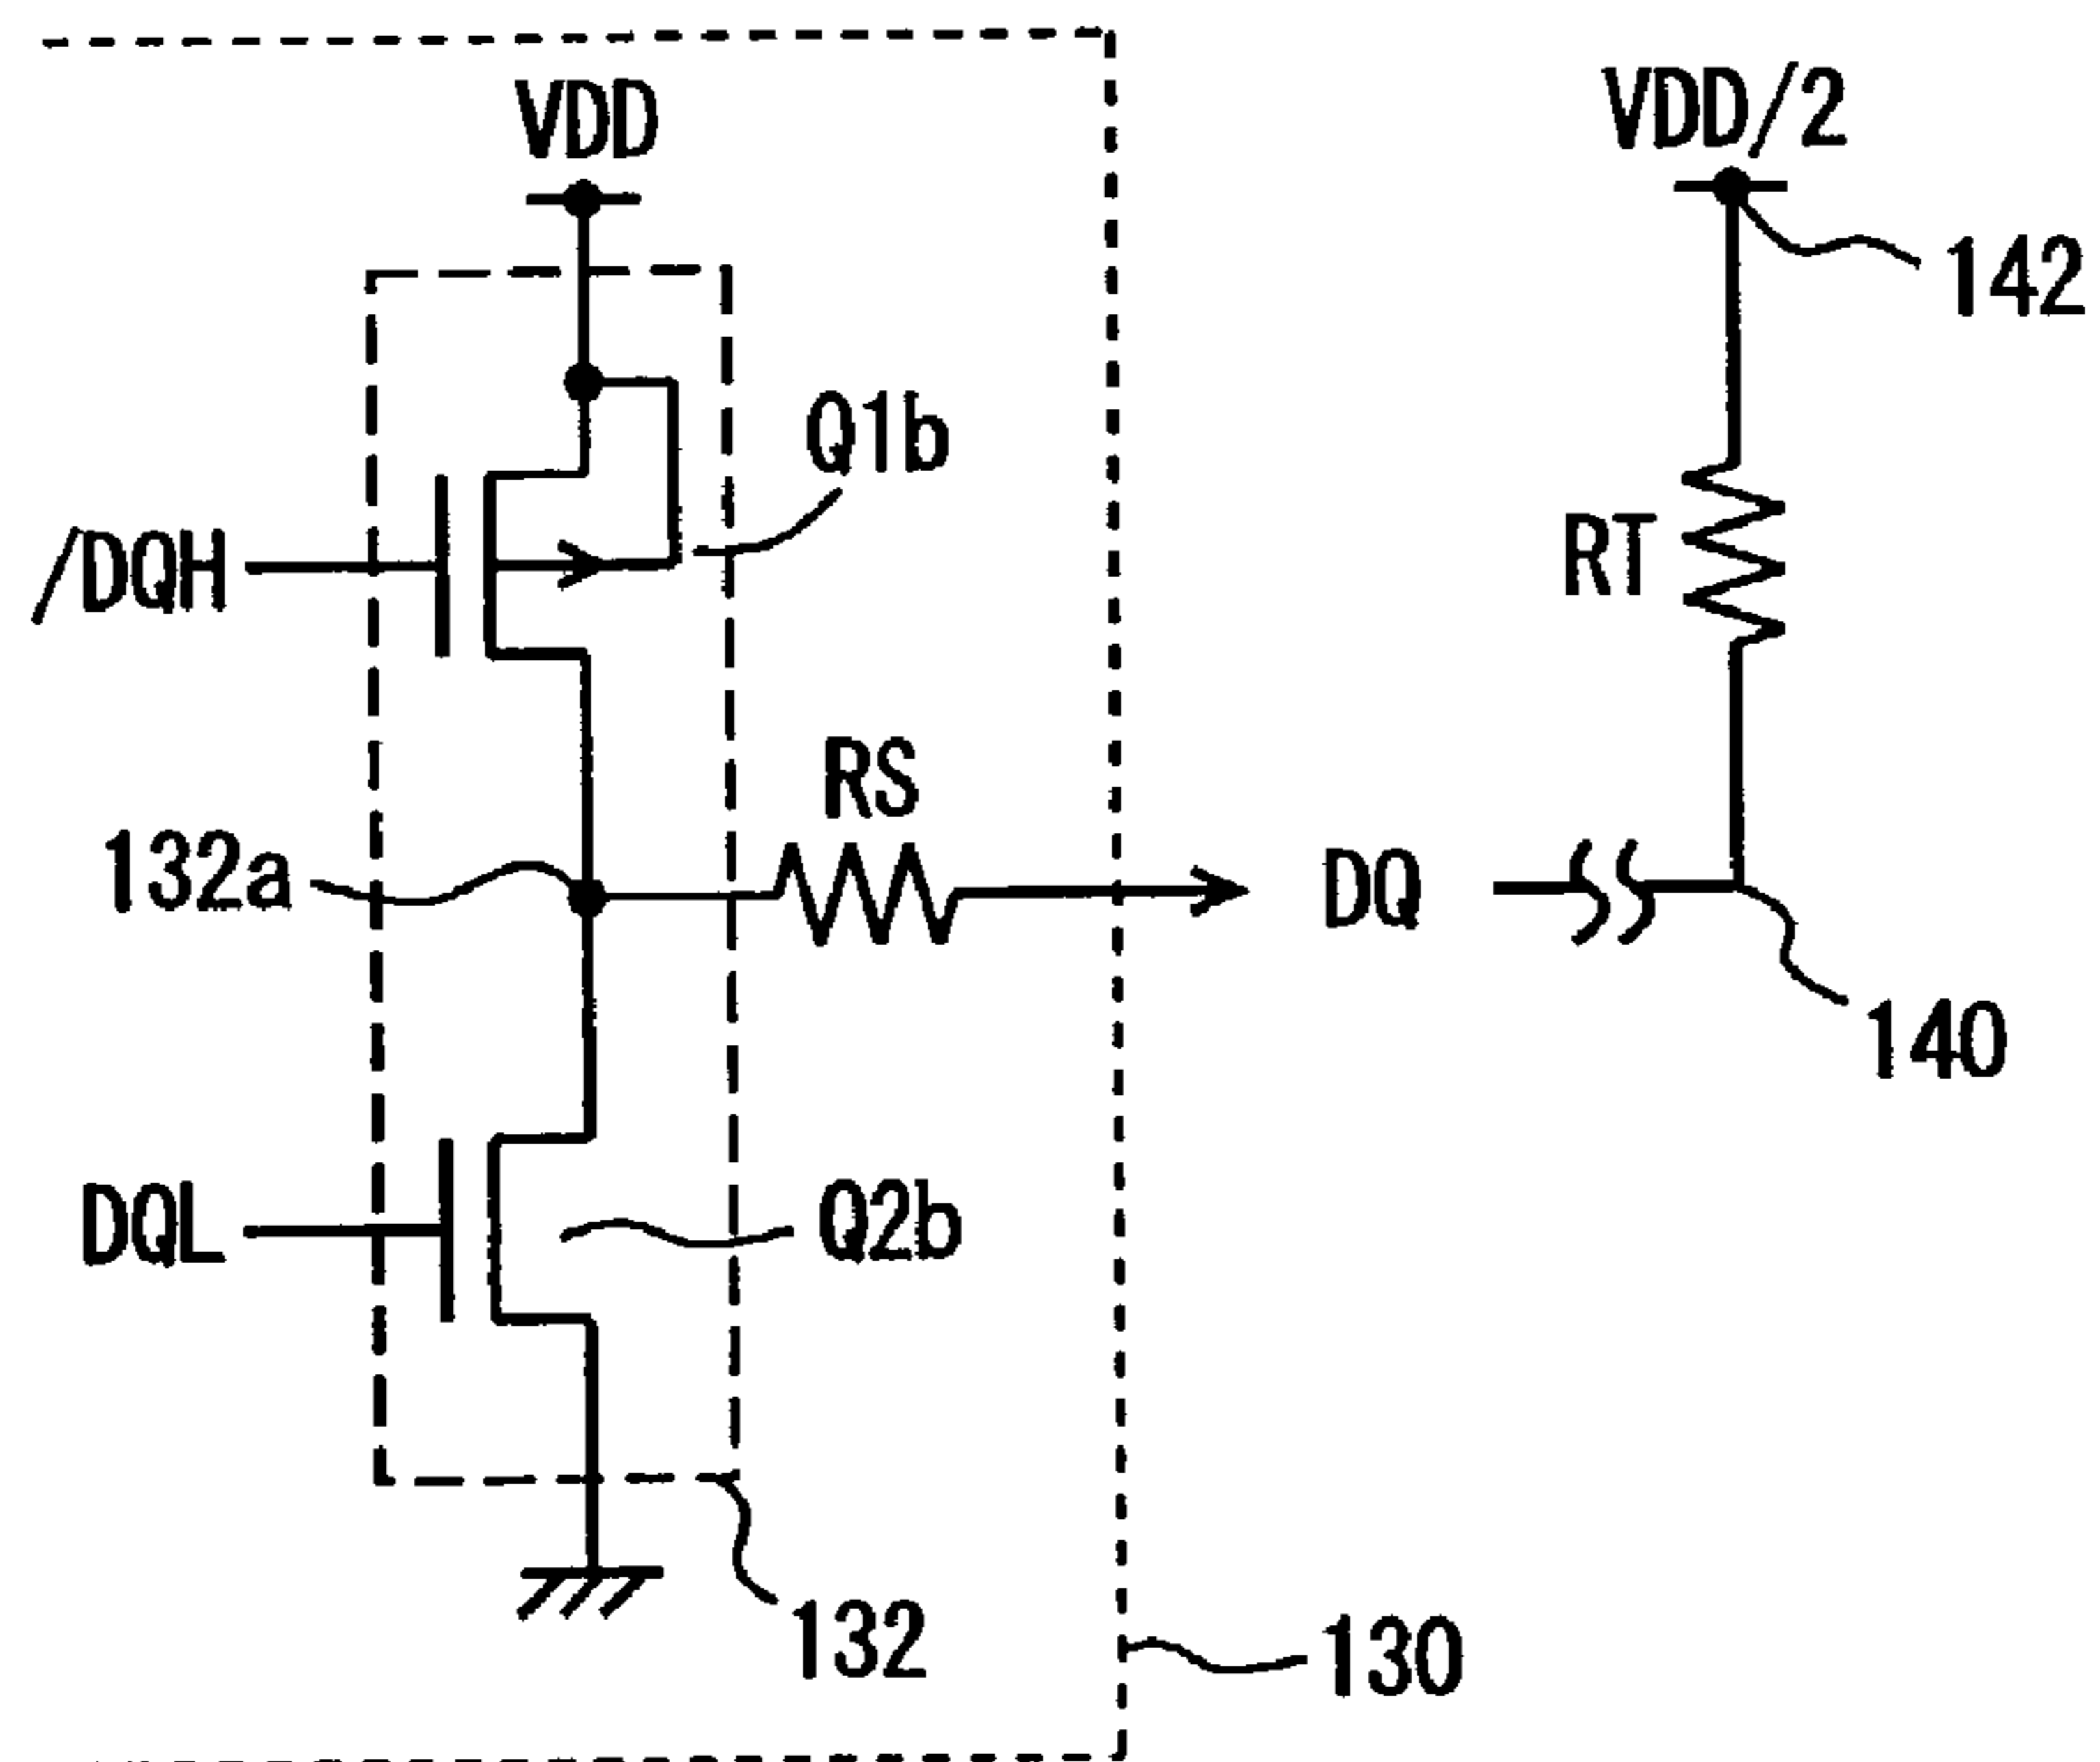 VDD
VDD/2
142
Q1b
/DQH
RT
RS
132a
DQ
140
DQL
Q2b
132
130